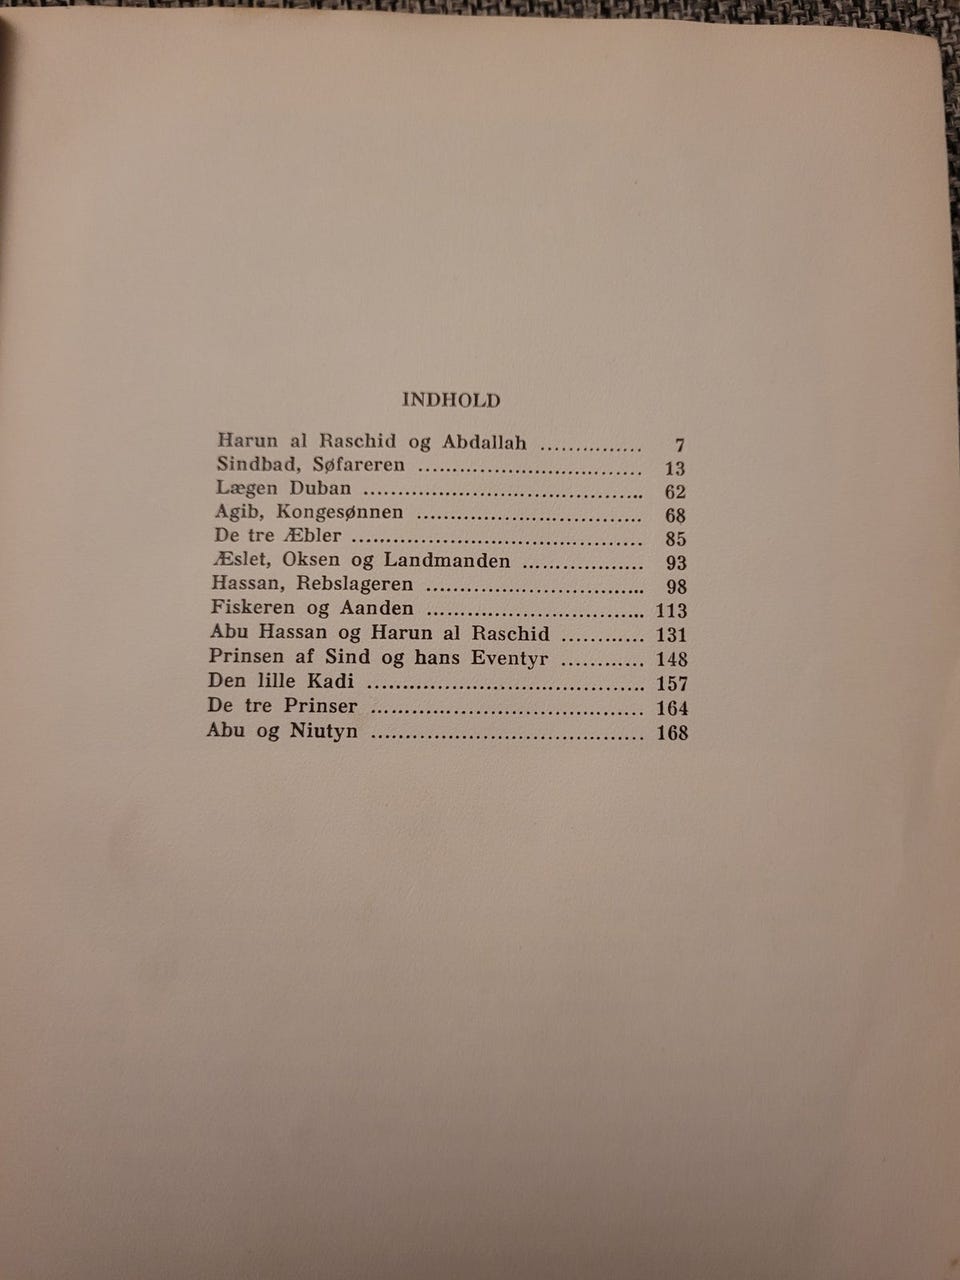 INDHOLD
Harun al Raschid og Abdallah ............... 7
Sindbad, Søfareren ................................. 13
Lægen Duban ......................................... 62
Agib, Kongesønnen .................................. 68
De tre Æbler ........................................... 85
Æslet, Oksen og Landmanden .................. 93
Hassan, Rebslageren ................................ 98
Fiskeren og Aanden ................................ 113
Abu Hassan og Harun al Raschid ............ 131
Prinsen af Sind og hans Eventyr ............ 148
Den lille Kadi ......................................... 157
De tre Prinser ........................................ 164
Abu og Niutyn ........................................ 168